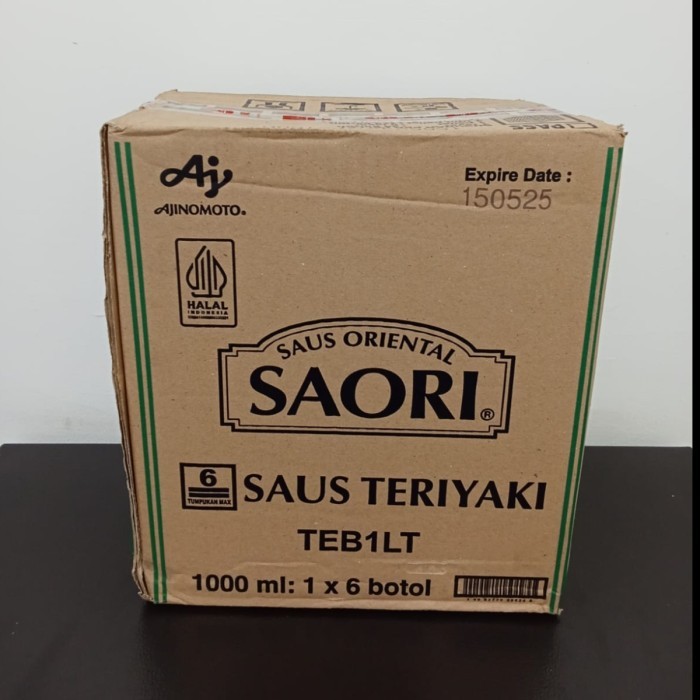 Aj
AJINOMOTO®
Expire Date :
150525
HALAL
INDONESIA
SAUS ORIENTAL
SAORI®
6
TUMPUKAN MAX
SAUS TERIYAKI
TEB1LT
1000 ml: 1 x 6 botol